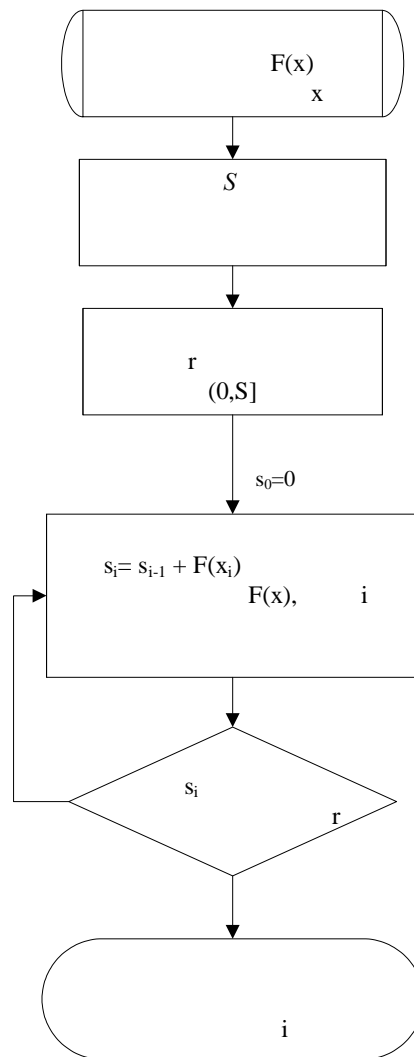 F(x)
x
S
r
(0,S]
s₀=0
sᵢ= sᵢ₋₁ + F(xᵢ)
F(x), i
sᵢ
r
i